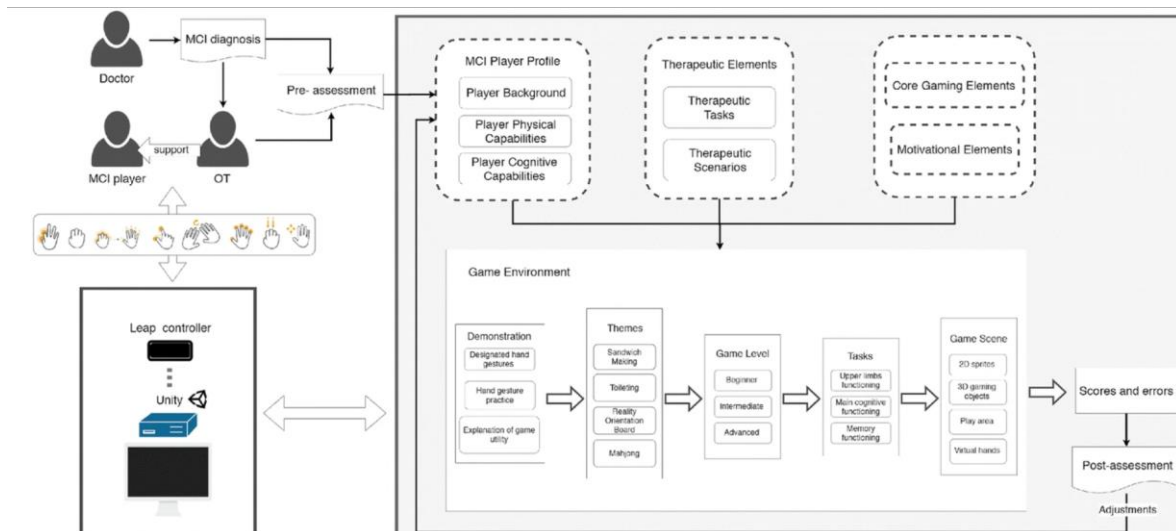 MCI diagnosis
Doctor
Pre- assessment
support
MCI player
OT
Leap controller
Unity
MCI Player Profile
Player Background
Player Physical
Capabilities
Player Cognitive
Capabilities
Therapeutic Elements
Therapeutic
Tasks
Therapeutic
Scenarios
Core Gaming Elements
Motivational Elements
Game Environment
Demonstration
Designated hand
gestures
Hand gesture
practice
Explanation of game
utility
Themes
Sandwich
Making
Toileting
Reality
Orientation
Board
Mahjong
Game Level
Beginner
Intermediate
Advanced
Tasks
Upper limbs
functioning
Main cognitive
functioning
Memory
functioning
Game Scene
2D sprites
3D gaming
objects
Play area
Virtual hands
Scores and errors
Post-assessment
Adjustments